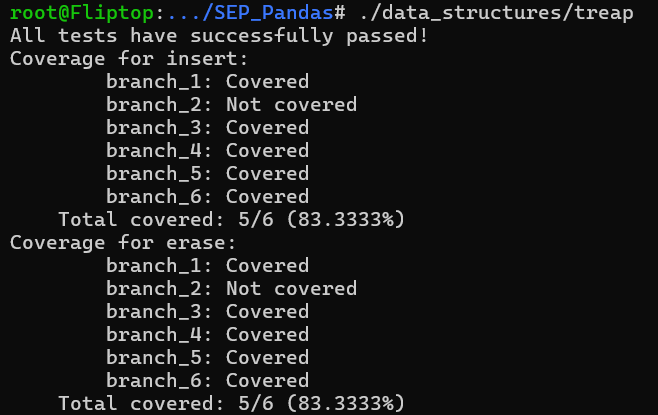 root@Fliptop:.../SEP_Pandas# ./data_structures/treap
All tests have successfully passed!
Coverage for insert:
branch_1: Covered
branch_2: Not covered
branch_3: Covered
branch_4: Covered
branch_5: Covered
branch_6: Covered
Total covered: 5/6 (83.3333%)
Coverage for erase:
branch_1: Covered
branch_2: Not covered
branch_3: Covered
branch_4: Covered
branch_5: Covered
branch_6: Covered
Total covered: 5/6 (83.3333%)